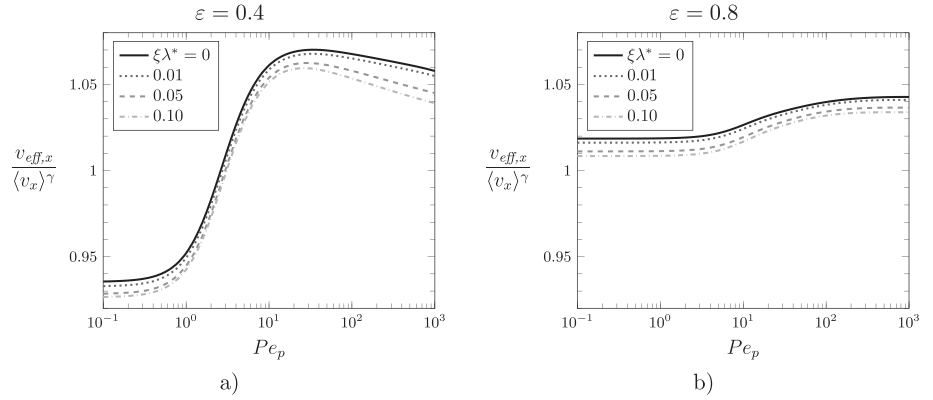 ε = 0.4
ξλ* = 0
0.01
0.05
0.10
1.05
1
0.95
v_eff,x / ⟨v_x⟩^γ
10^-1 10^0 10^1 10^2 10^3
Pe_p
a)
ε = 0.8
ξλ* = 0
0.01
0.05
0.10
1.05
1
0.95
v_eff,x / ⟨v_x⟩^γ
10^-1 10^0 10^1 10^2 10^3
Pe_p
b)